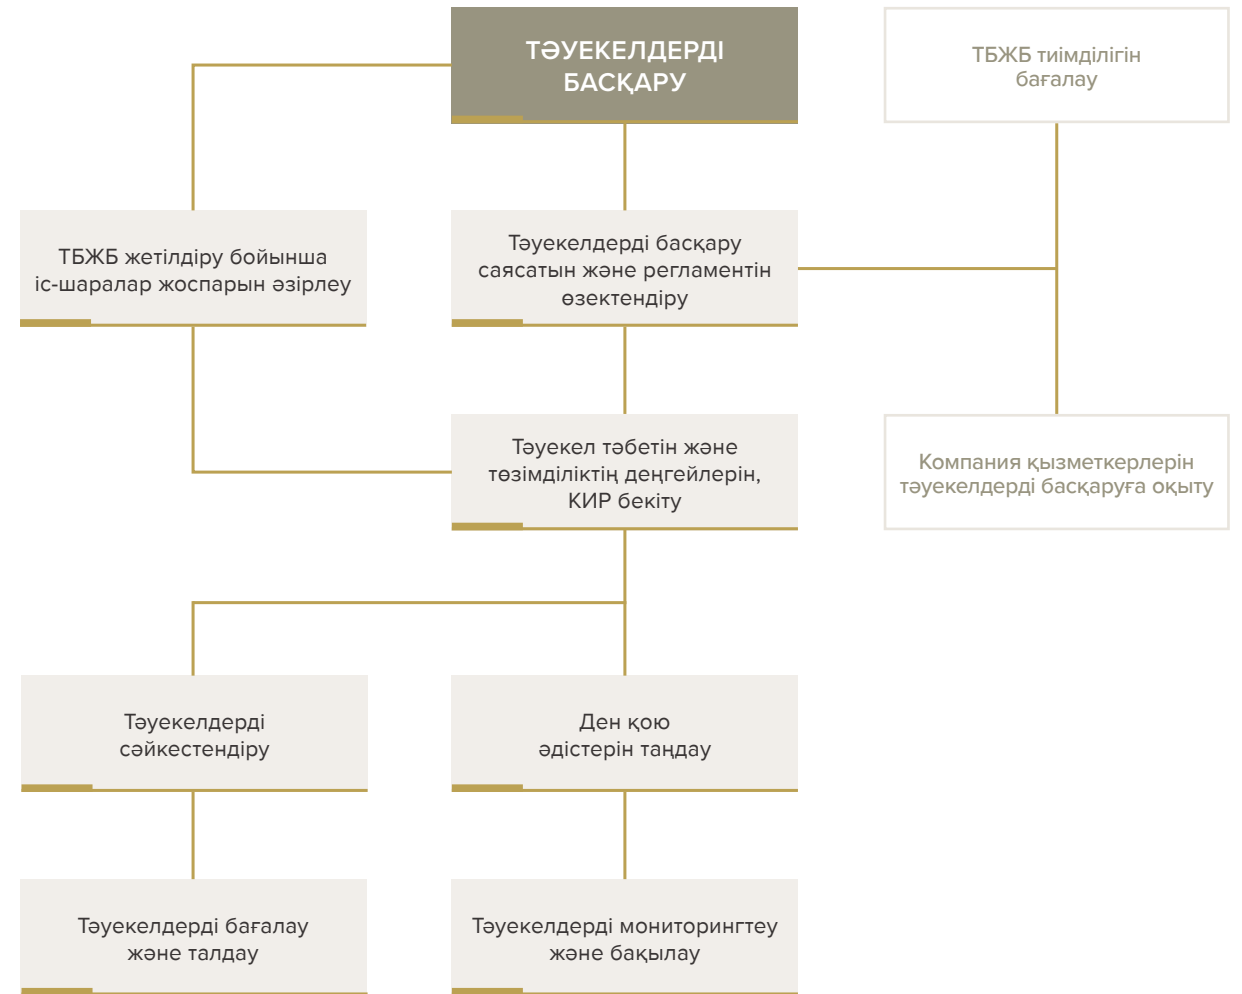 ТӘУЕКЕЛДЕРДІ
БАСҚАРУ
ТБЖБ тиімділігін
бағалау
ТБЖБ жетілдіру бойынша
іс-шаралар жоспарын әзірлеу
Тәуекелдерді басқару
саясатын және регламентін
өзектендіру
Тәуекел тәбетін және
төзімділіктің деңгейлерін,
КИР бекіту
Компания қызметкерлерін
тәуекелдерді басқаруға оқыту
Тәуекелдерді
сәйкестендіру
Ден қою
әдістерін таңдау
Тәуекелдерді бағалау
және талдау
Тәуекелдерді мониторингтеу
және бақылау